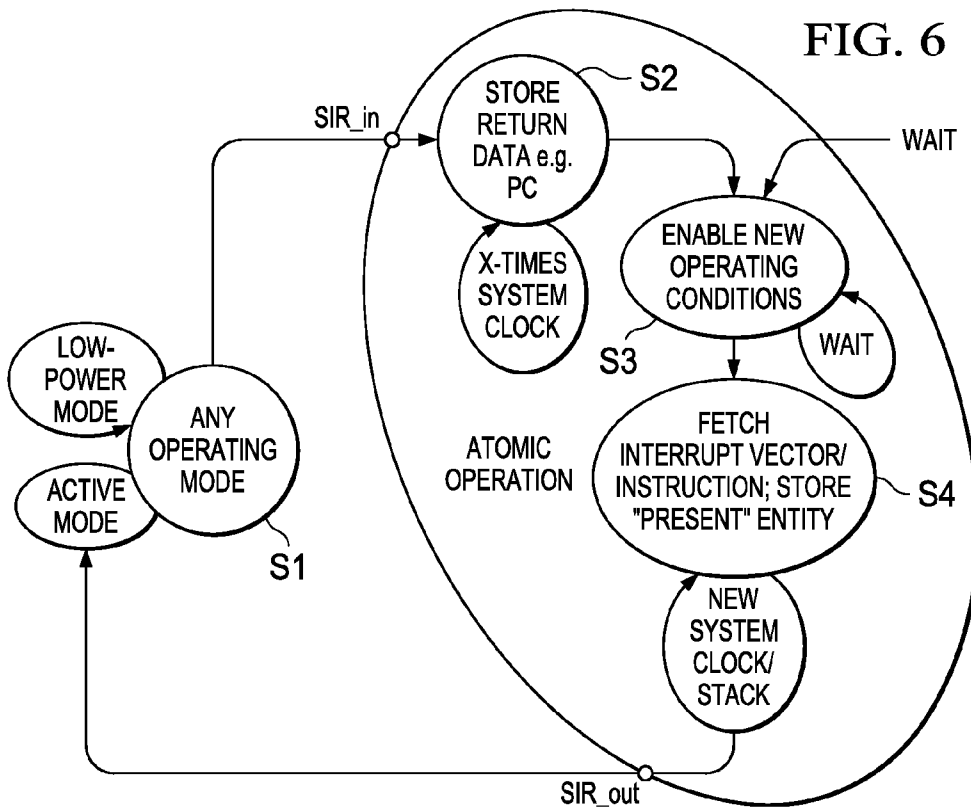 FIG. 6
S2
STORE
RETURN
DATA e.g.
PC
SIR_in
WAIT
X-TIMES
SYSTEM
CLOCK
ENABLE NEW
OPERATING
CONDITIONS
S3
WAIT
LOW-
POWER
MODE
ANY
OPERATING
MODE
ACTIVE
MODE
S1
ATOMIC
OPERATION
FETCH
INTERRUPT VECTOR/
INSTRUCTION; STORE
"PRESENT" ENTITY
S4
NEW
SYSTEM
CLOCK/
STACK
SIR_out